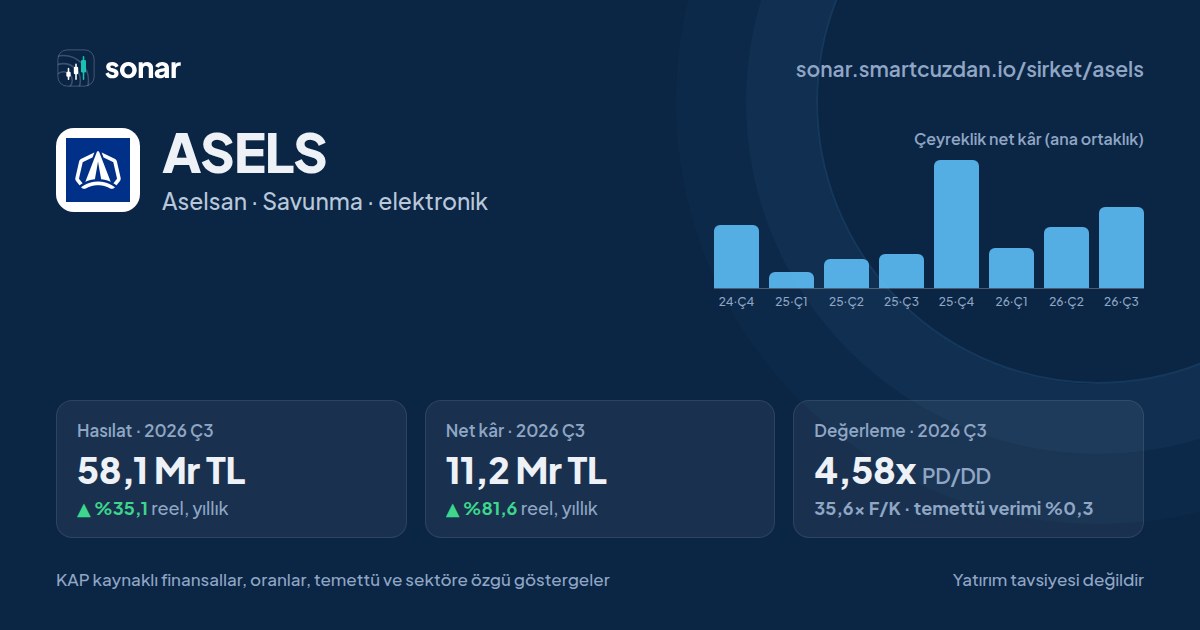 sonar
sonar.smartcuzdan.io/sirket/asels
ASELS
Aselsan · Savunma · elektronik
Çeyreklik net kâr (ana ortaklık)
24·Ç4 25·Ç1 25·Ç2 25·Ç3 25·Ç4 26·Ç1 26·Ç2 26·Ç3
Hasılat · 2026 Ç3
58,1 Mr TL
▲ %35,1 reel, yıllık
Net kâr · 2026 Ç3
11,2 Mr TL
▲ %81,6 reel, yıllık
Değerleme · 2026 Ç3
4,58x PD/DD
35,6× F/K · temettü verimi %0,3
KAP kaynaklı finansallar, oranlar, temettü ve sektöre özgü göstergeler
Yatırım tavsiyesi değildir